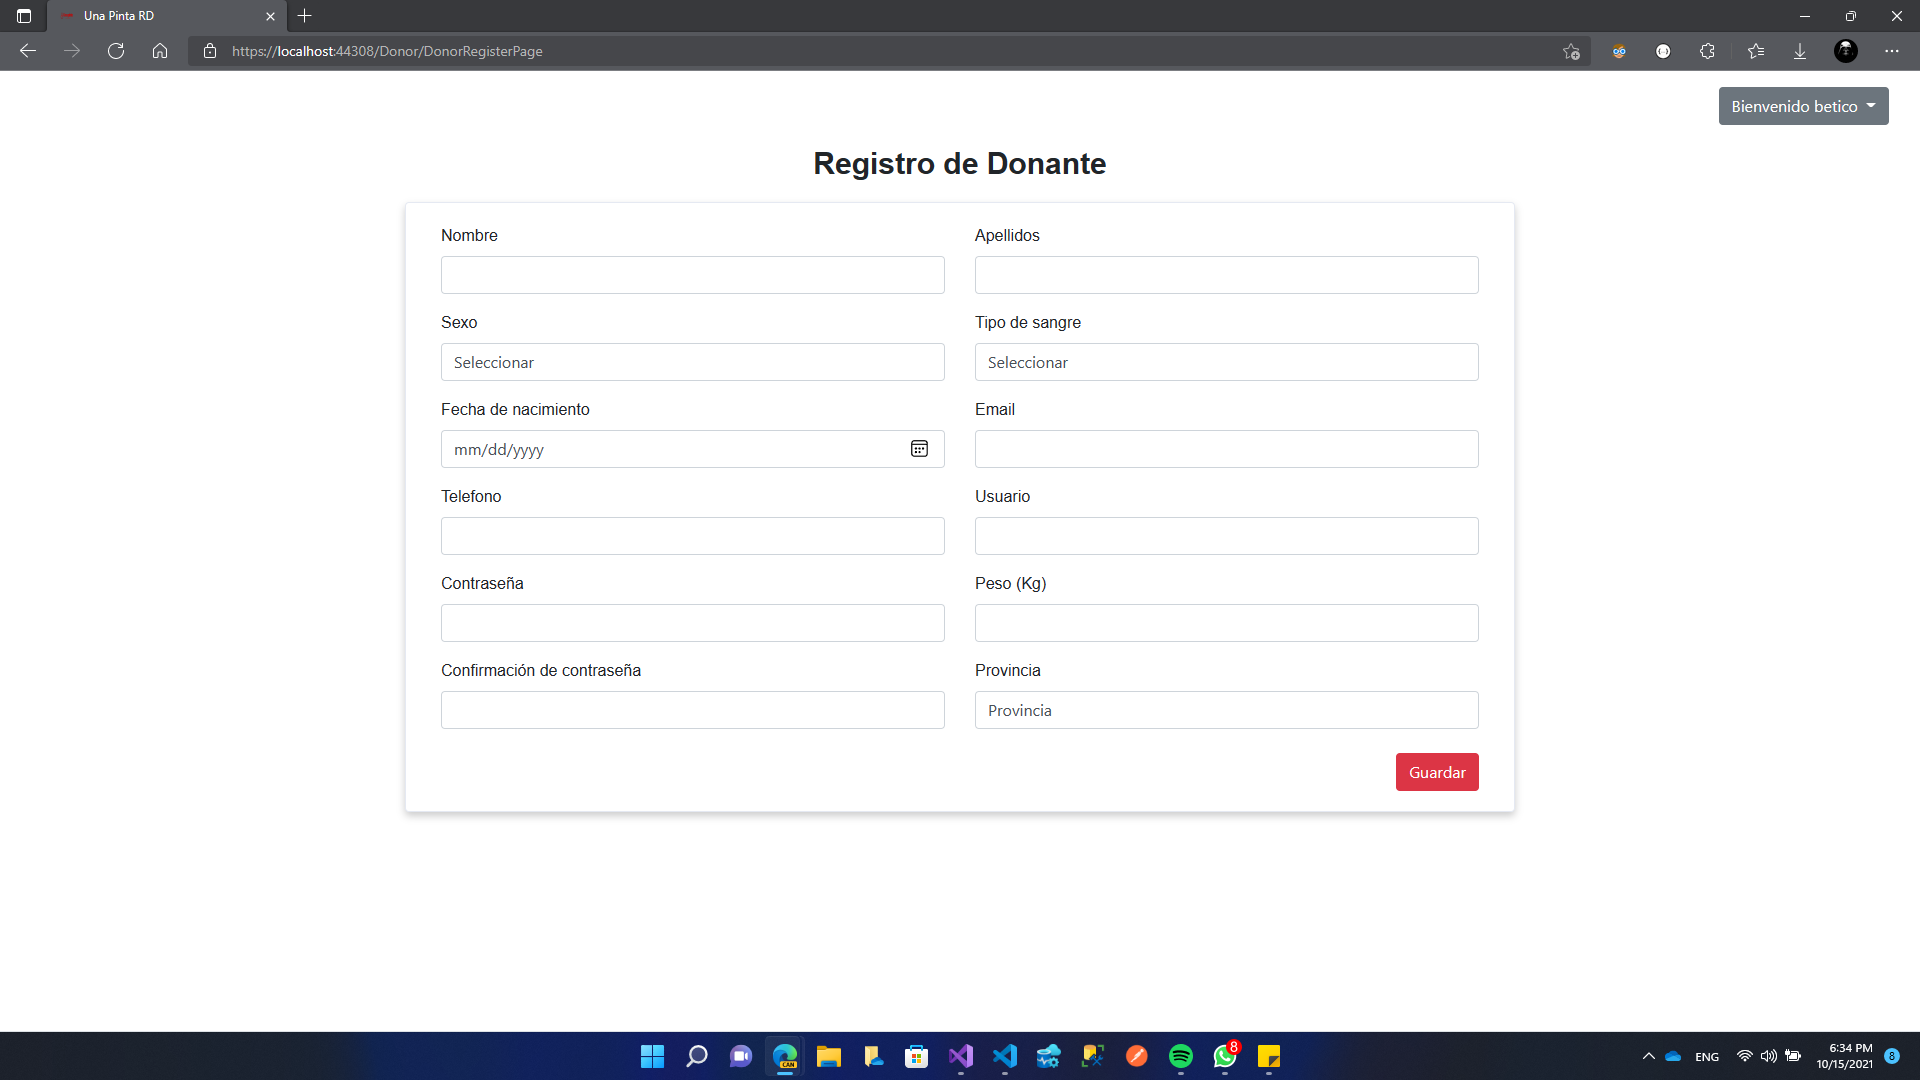 Una Pinta RD
https://localhost:44308/Donor/DonorRegisterPage
Bienvenido betico
Registro de Donante
Nombre
Apellidos
Sexo
Tipo de sangre
Seleccionar
Seleccionar
Fecha de nacimiento
Email
mm/dd/yyyy
Telefono
Usuario
Contraseña
Peso (Kg)
Confirmación de contraseña
Provincia
Provincia
Guardar
CAN
8
ENG
6:34 PM
10/15/2021
8